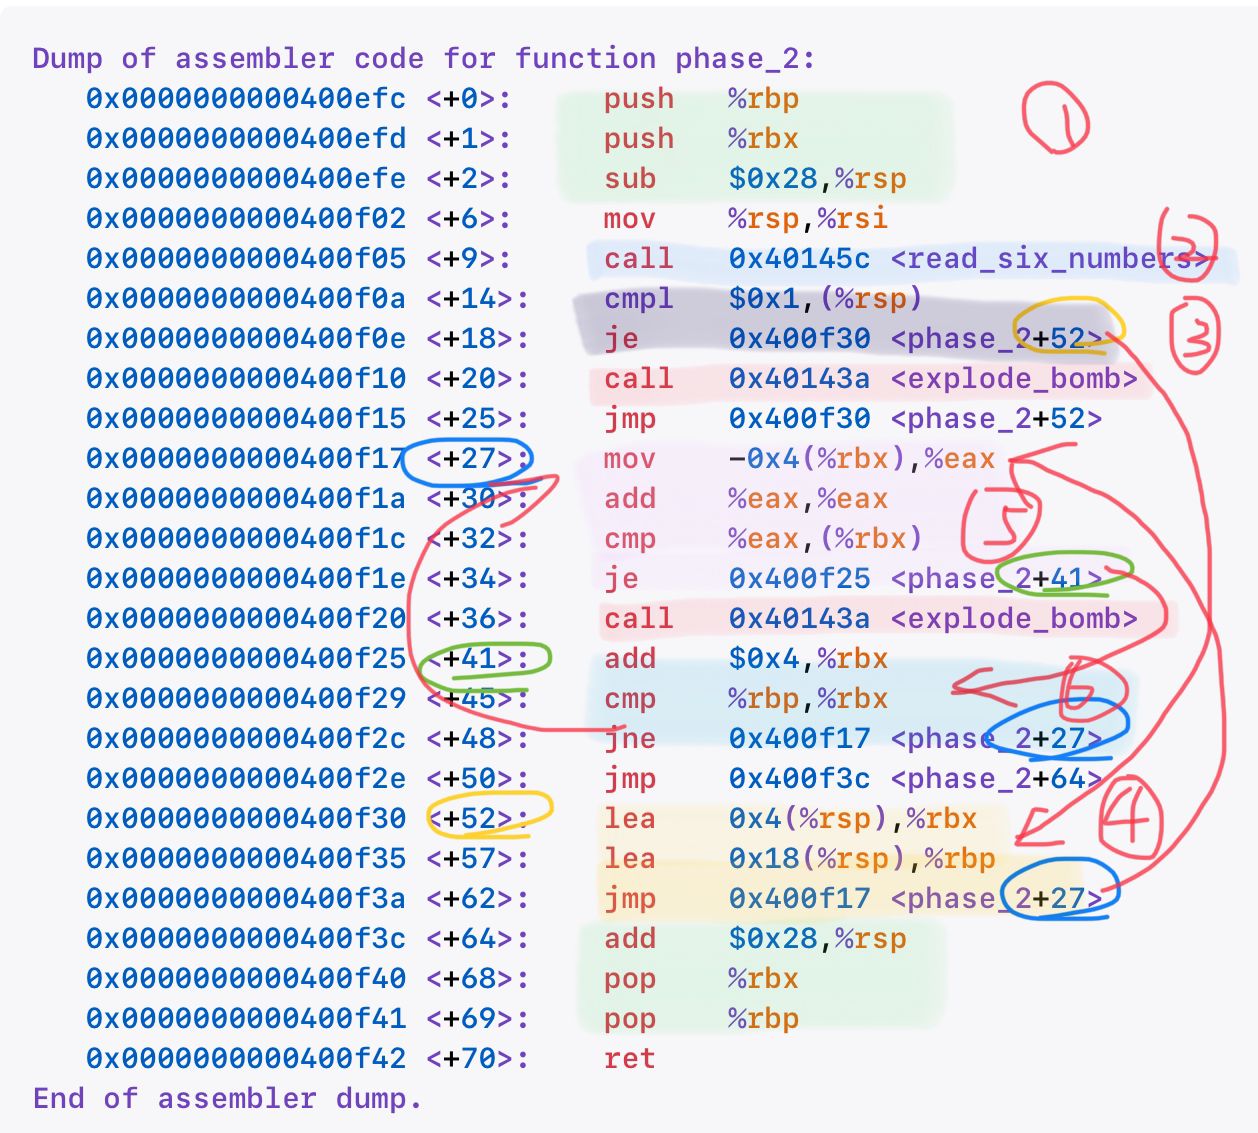 Dump of assembler code for function phase_2:
0x0000000000400efc <+0>: push %rbp
0x0000000000400efd <+1>: push %rbx
0x0000000000400efe <+2>: sub $0x28,%rsp
0x0000000000400f02 <+6>: mov %rsp,%rsi
0x0000000000400f05 <+9>: call 0x40145c <read_six_numbers>
0x0000000000400f0a <+14>: cmpl $0x1,(%rsp)
0x0000000000400f0e <+18>: je 0x400f30 <phase_2+52>
0x0000000000400f10 <+20>: call 0x40143a <explode_bomb>
0x0000000000400f15 <+25>: jmp 0x400f30 <phase_2+52>
0x0000000000400f17 <+27>: mov -0x4(%rbx),%eax
0x0000000000400f1a <+30>: add %eax,%eax
0x0000000000400f1c <+32>: cmp %eax,(%rbx)
0x0000000000400f1e <+34>: je 0x400f25 <phase_2+41>
0x0000000000400f20 <+36>: call 0x40143a <explode_bomb>
0x0000000000400f25 <+41>: add $0x4,%rbx
0x0000000000400f29 <+45>: cmp %rbp,%rbx
0x0000000000400f2c <+48>: jne 0x400f17 <phase_2+27>
0x0000000000400f2e <+50>: jmp 0x400f3c <phase_2+64>
0x0000000000400f30 <+52>: lea 0x4(%rsp),%rbx
0x0000000000400f35 <+57>: lea 0x18(%rsp),%rbp
0x0000000000400f3a <+62>: jmp 0x400f17 <phase_2+27>
0x0000000000400f3c <+64>: add $0x28,%rsp
0x0000000000400f40 <+68>: pop %rbx
0x0000000000400f41 <+69>: pop %rbp
0x0000000000400f42 <+70>: ret
End of assembler dump.
1
2
3
5
6
4